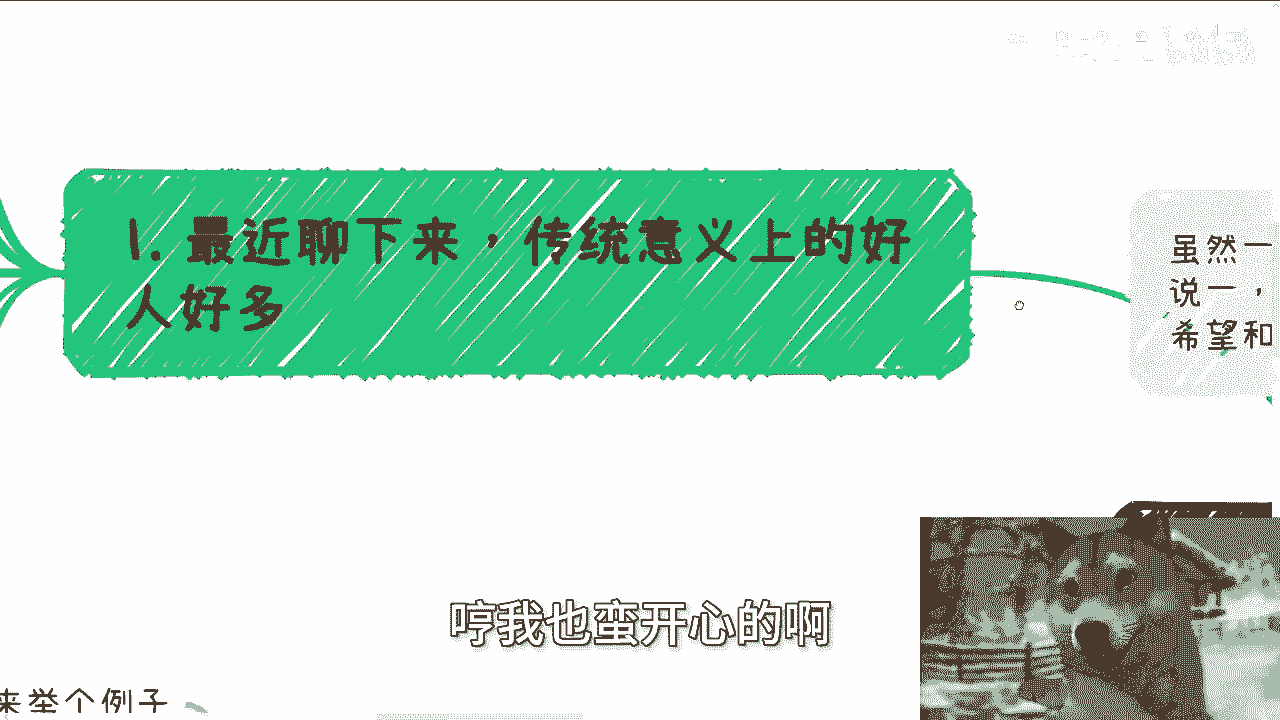 1. 最近聊下来，传统意义上的好
人好多
虽然一
说一，
希望和
哼我也蛮开心的啊
来举个例子